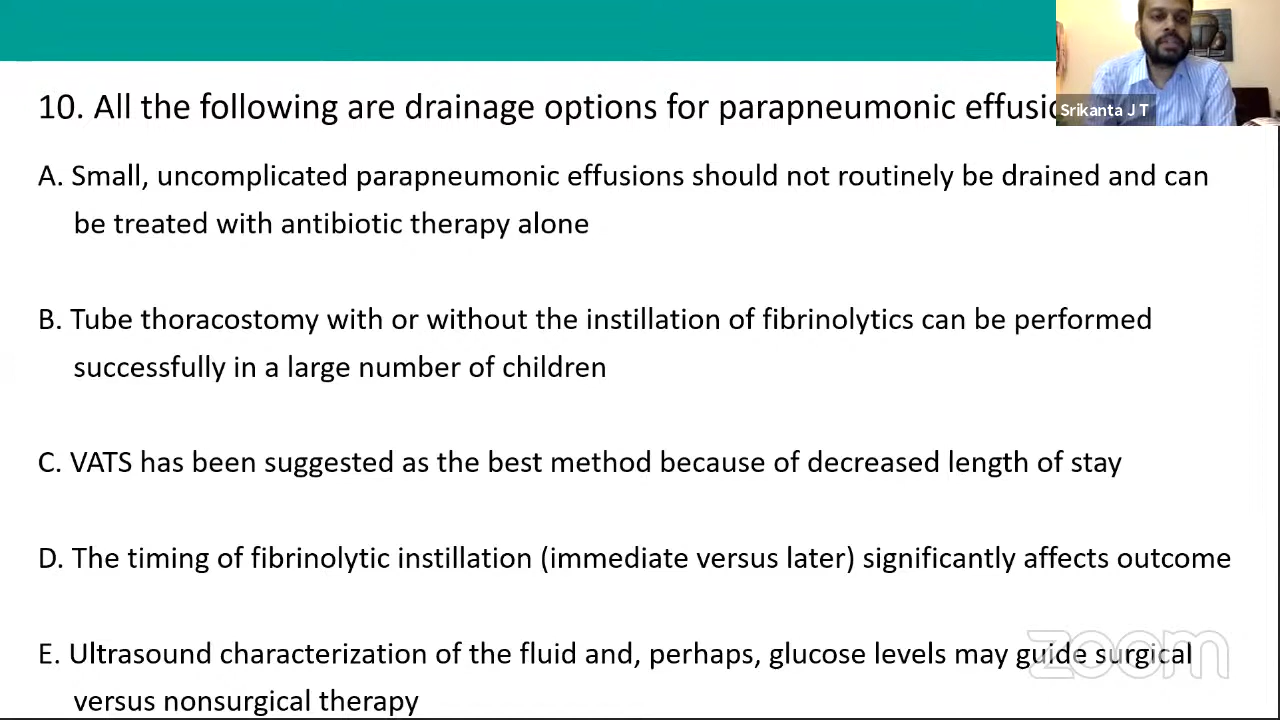 10. All the following are drainage options for parapneumonic
Srikanta J T
A. Small, uncomplicated parapneumonic effusions should not routinely be drained and can
be treated with antibiotic therapy alone
B. Tube thoracostomy with or without the instillation of fibrinolytics can be performed
successfully in a large number of children
C. VATS has been suggested as the best method because of decreased length of stay
D. The timing of fibrinolytic instillation (immediate versus later) significantly affects outcome
E. Ultrasound characterization of the fluid and, perhaps, glucose levels may guide surgical
versus nonsurgical therapy
zoom